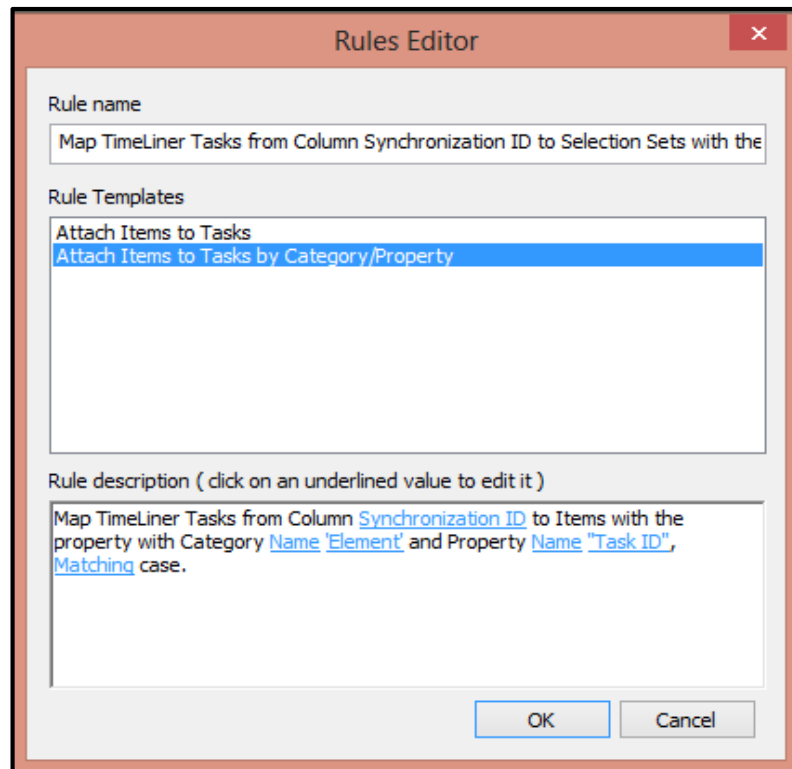 Rules Editor
Rule name
Map TimeLiner Tasks from Column Synchronization ID to Selection Sets with the
Rule Templates
Attach Items to Tasks
Attach Items to Tasks by Category/Property
Rule description ( click on an underlined value to edit it )
Map TimeLiner Tasks from Column Synchronization ID to Items with the
property with Category Name 'Element' and Property Name "Task ID",
Matching case.
OK Cancel